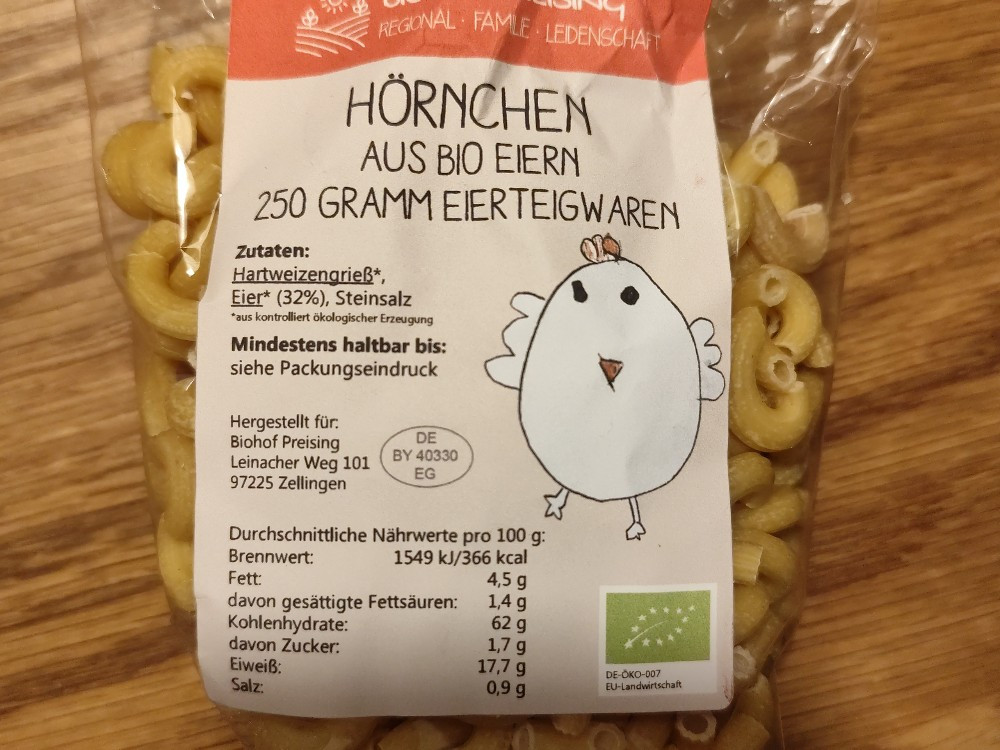 REGIONAL · FAMILIE · LEIDENSCHAFT
HÖRNCHEN
AUS BIO EIERN
250 GRAMM EIERTEIGWAREN
Zutaten:
Hartweizengrieß*,
Eier* (32%), Steinsalz
*aus kontrolliert ökologischer Erzeugung
Mindestens haltbar bis:
siehe Packungseindruck
Hergestellt für:
Biohof Preising
Leinacher Weg 101
97225 Zellingen
DE
BY 40330
EG
Durchschnittliche Nährwerte pro 100 g:
Brennwert: 1549 kJ/366 kcal
Fett: 4,5 g
davon gesättigte Fettsäuren: 1,4 g
Kohlenhydrate: 62 g
davon Zucker: 1,7 g
Eiweiß: 17,7 g
Salz: 0,9 g
DE-ÖKO-007
EU-Landwirtschaft